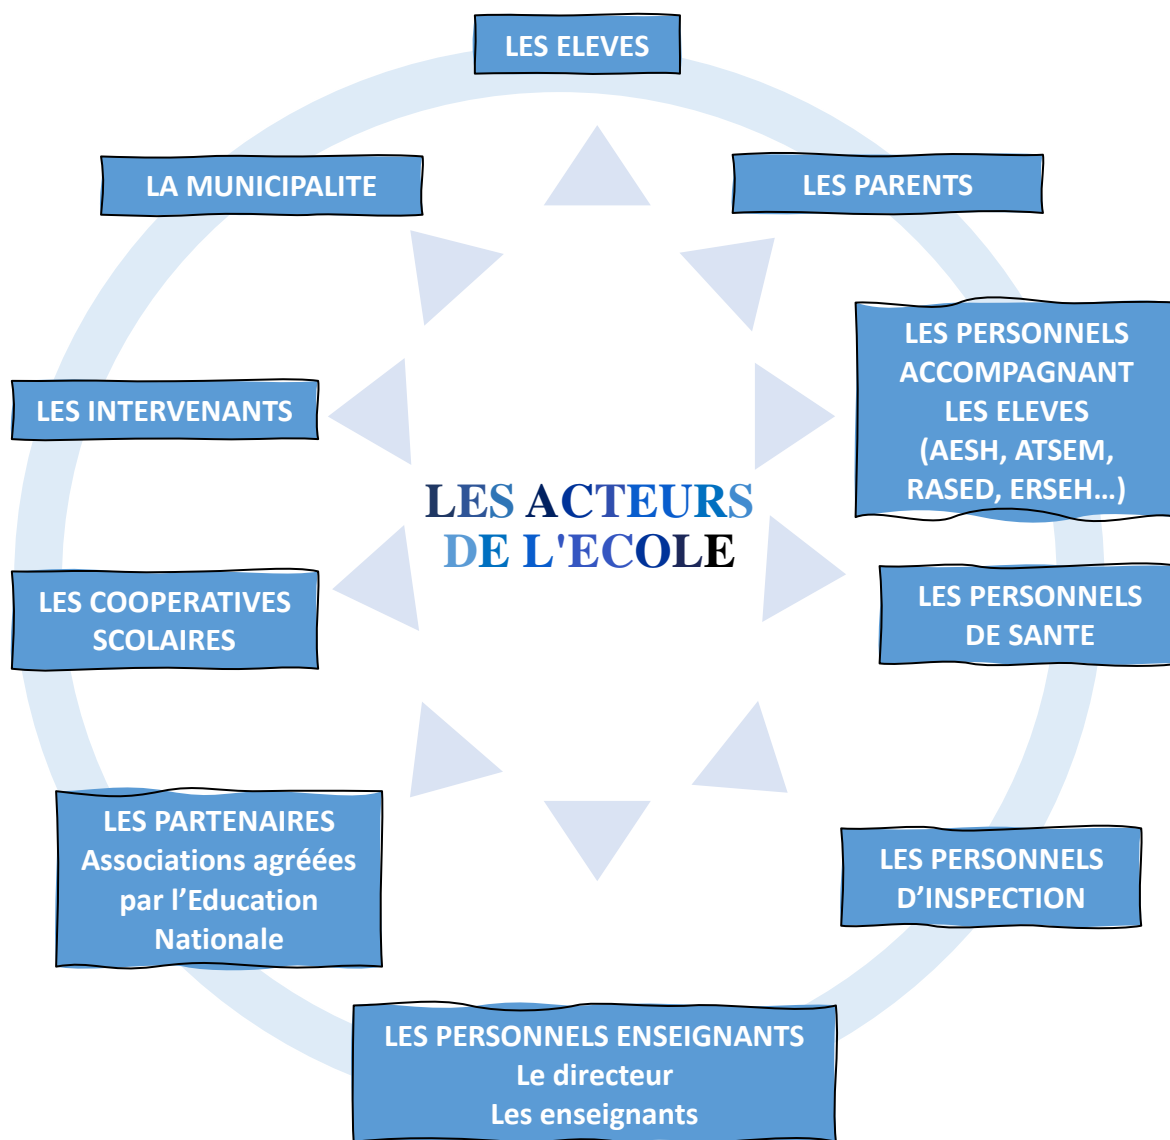 LES ELEVES
LA MUNICIPALITE
LES PARENTS
LES PERSONNELS
ACCOMPAGNANT
LES ELEVES
(AESH, ATSEM,
RASED, ERSEH…)
LES INTERVENANTS
LES ACTEURS
DE L'ECOLE
LES COOPERATIVES
SCOLAIRES
LES PERSONNELS
DE SANTE
LES PARTENAIRES
Associations agréées
par l’Education
Nationale
LES PERSONNELS
D’INSPECTION
LES PERSONNELS ENSEIGNANTS
Le directeur
Les enseignants